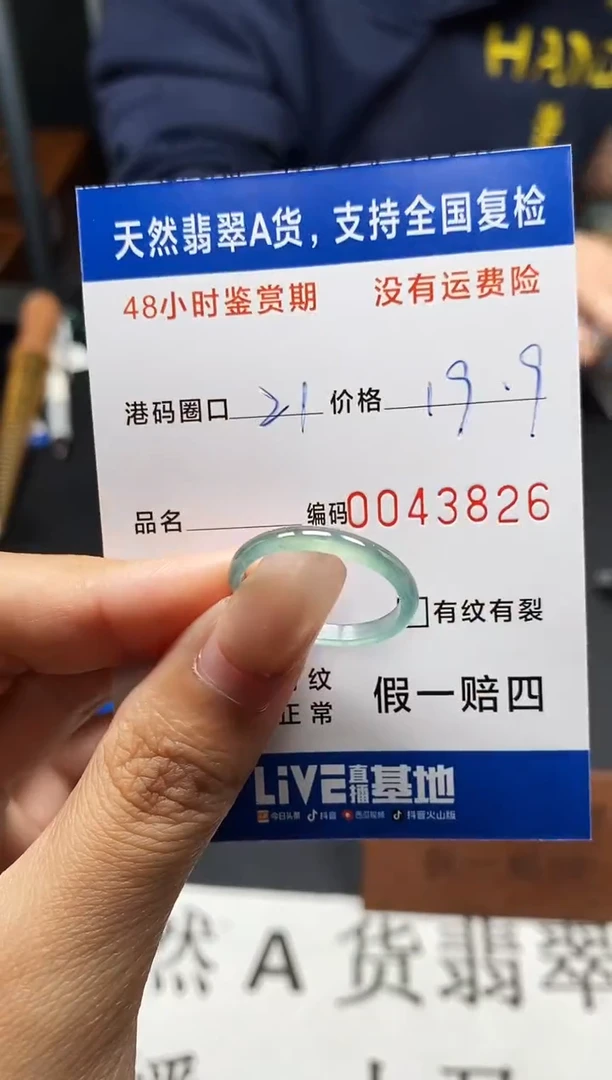 HAND
天然翡翠A货，支持全国复检
48小时鉴赏期 没有运费险
港码圈口 21 价格 19.9
品名 编码0043826
有纹有裂
纹
正常 假一赔四
LiVE直播基地
今日头条 抖音 西瓜视频 抖音火山版
然A货翡翠